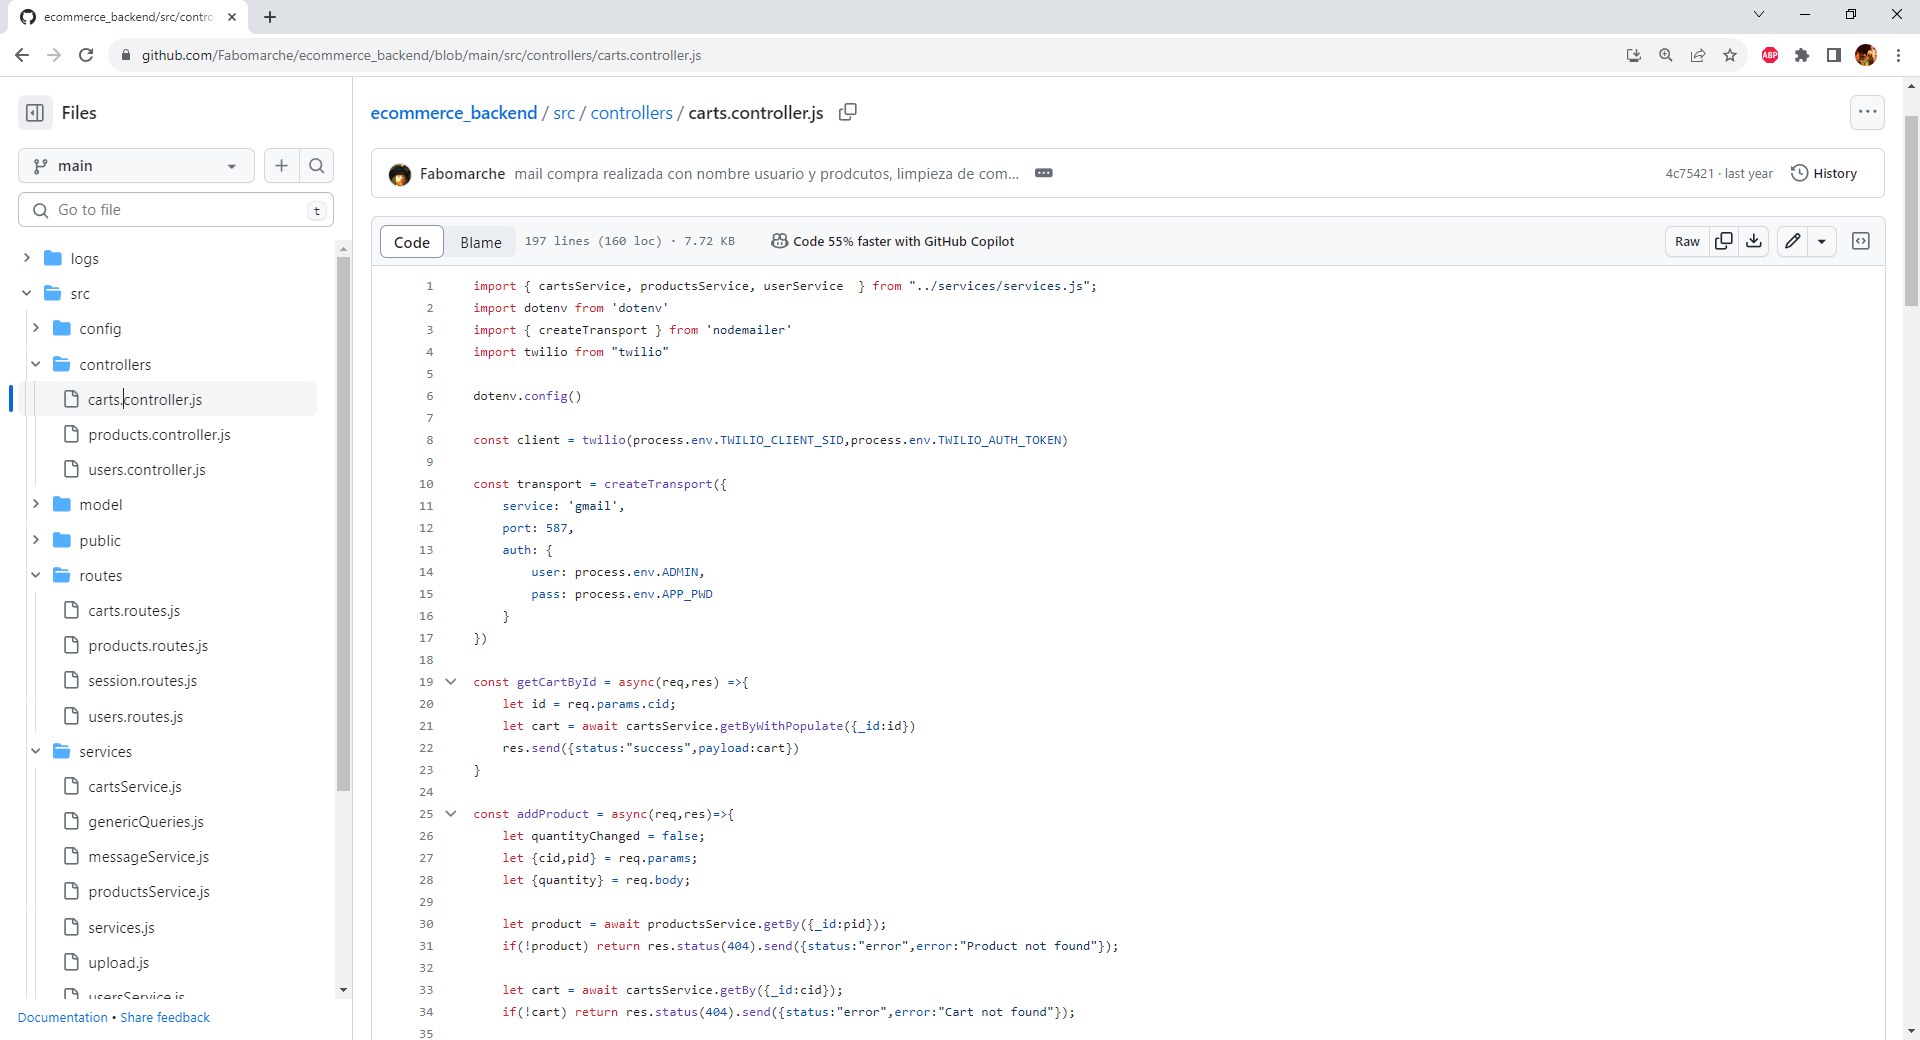 ecommerce_backend/src/contro
github.com/Fabomarche/ecommerce_backend/blob/main/src/controllers/carts.controller.js
ABP
Files
main
Go to file
t
logs
src
config
controllers
carts.controller.js
products.controller.js
users.controller.js
model
public
routes
carts.routes.js
products.routes.js
session.routes.js
users.routes.js
services
cartsService.js
genericQueries.js
messageService.js
productsService.js
services.js
upload.js
usersService.js
Documentation • Share feedback
ecommerce_backend / src / controllers / carts.controller.js
Fabomarche mail compra realizada con nombre usuario y prodcutos, limpieza de com...
4c75421 · last year
History
Code
Blame
197 lines (160 loc) · 7.72 KB
Code 55% faster with GitHub Copilot
Raw
1 import { cartsService, productsService, userService  } from "../services/services.js";
2 import dotenv from 'dotenv'
3 import { createTransport } from 'nodemailer'
4 import twilio from "twilio"
5
6 dotenv.config()
7
8 const client = twilio(process.env.TWILIO_CLIENT_SID,process.env.TWILIO_AUTH_TOKEN)
9
10 const transport = createTransport({
11     service: 'gmail',
12     port: 587,
13     auth: {
14         user: process.env.ADMIN,
15         pass: process.env.APP_PWD
16     }
17 })
18
19 const getCartById = async(req,res) =>{
20     let id = req.params.cid;
21     let cart = await cartsService.getByWithPopulate({_id:id})
22     res.send({status:"success",payload:cart})
23 }
24
25 const addProduct = async(req,res)=>{
26     let quantityChanged = false;
27     let {cid,pid} = req.params;
28     let {quantity} = req.body;
29
30     let product = await productsService.getBy({_id:pid});
31     if(!product) return res.status(404).send({status:"error",error:"Product not found"});
32
33     let cart = await cartsService.getBy({_id:cid});
34     if(!cart) return res.status(404).send({status:"error",error:"Cart not found"});
35